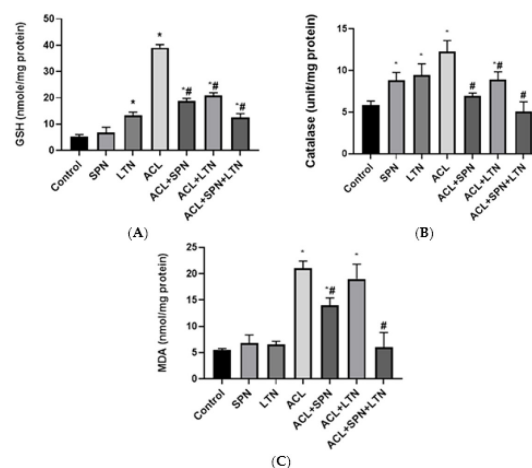 GSH (nmole/mg protein)
50
40
30
20
10
0
*
*
*#
*#
*#
Control
SPN
LTN
ACL
ACL+SPN
ACL+LTN
ACL+SPN+LTN
(A)
Catalase (unit/mg protein)
15
10
5
0
*
*
*
#
*#
#
Control
SPN
LTN
ACL
ACL+SPN
ACL+LTN
ACL+SPN+LTN
(B)
MDA (nmol/mg protein)
25
20
15
10
5
0
*
*#
*
#
Control
SPN
LTN
ACL
ACL+SPN
ACL+LTN
ACL+SPN+LTN
(C)